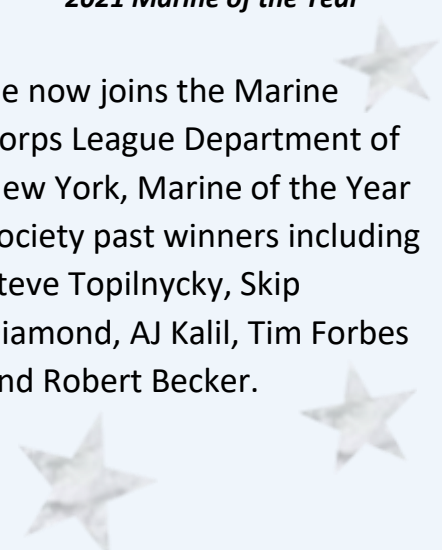 2021 Marine of the Year
e now joins the Marine
orps League Department of
ew York, Marine of the Year
ociety past winners including
teve Topilnycky, Skip
iamond, AJ Kalil, Tim Forbes
nd Robert Becker.